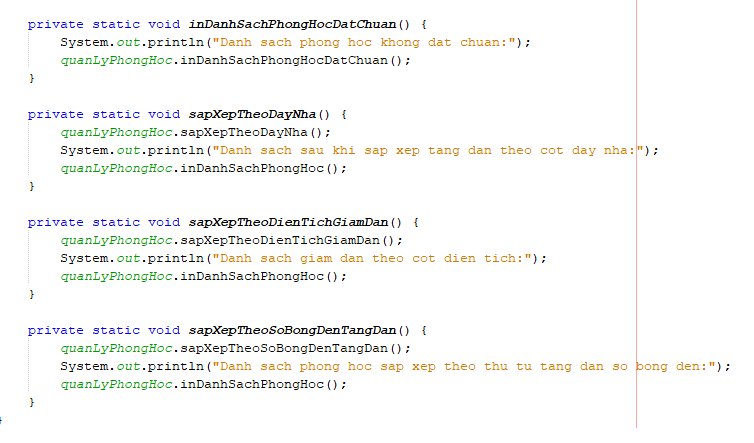 private static void inDanhSachPhongHocDatChuan() {
System.out.println("Danh sach phong hoc khong dat chuan:");
quanLyPhongHoc.inDanhSachPhongHocDatChuan();
}
private static void sapXepTheoDayNha() {
quanLyPhongHoc.sapXepTheoDayNha();
System.out.println("Danh sach sau khi sap xep tang dan theo cot day nha:");
quanLyPhongHoc.inDanhSachPhongHoc();
}
private static void sapXepTheoDienTichGiamDan() {
quanLyPhongHoc.sapXepTheoDienTichGiamDan();
System.out.println("Danh sach giam dan theo cot dien tich:");
quanLyPhongHoc.inDanhSachPhongHoc();
}
private static void sapXepTheoSoBongDenTangDan() {
quanLyPhongHoc.sapXepTheoSoBongDenTangDan();
System.out.println("Danh sach phong hoc sap xep theo thu tu tang dan so bong den:");
quanLyPhongHoc.inDanhSachPhongHoc();
}
}